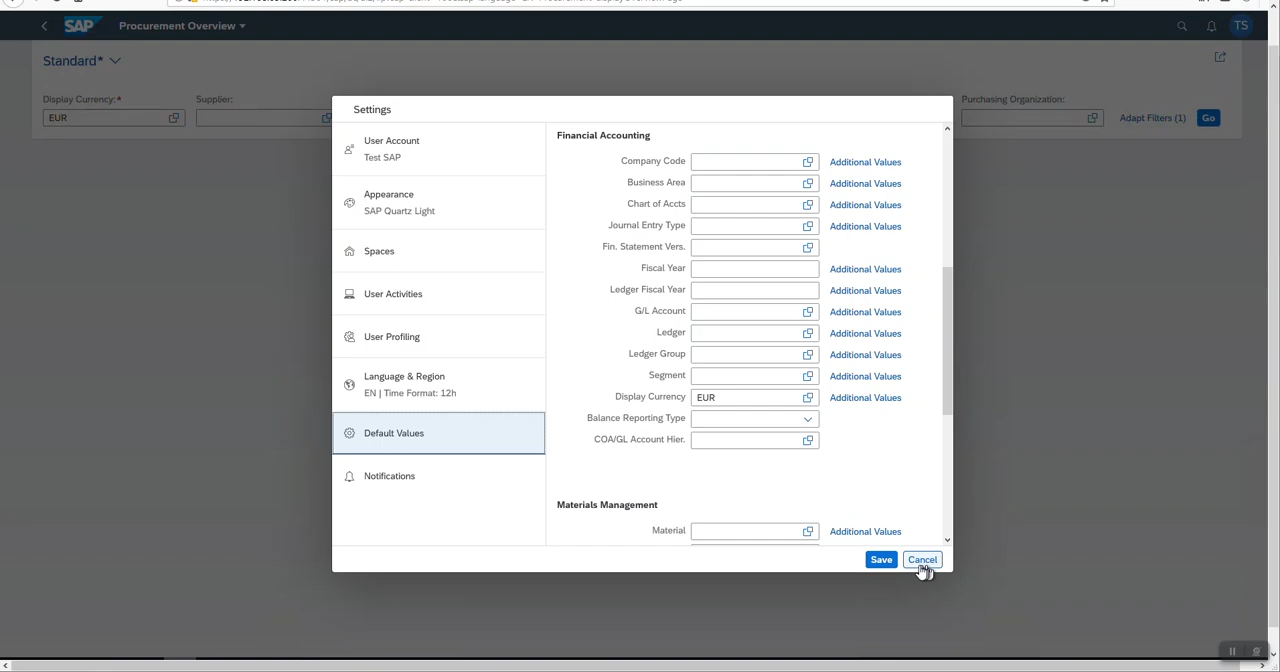 SAP Procurement Overview TS
Standard*
Display Currency:* Supplier: Purchasing Organization:
EUR Adapt Filters (1) Go
Settings
User Account
Test SAP
Appearance
SAP Quartz Light
Spaces
User Activities
User Profiling
Language & Region
EN | Time Format: 12h
Default Values
Notifications
Financial Accounting
Company Code Additional Values
Business Area Additional Values
Chart of Accts Additional Values
Journal Entry Type Additional Values
Fin. Statement Vers.
Fiscal Year Additional Values
Ledger Fiscal Year Additional Values
G/L Account Additional Values
Ledger Additional Values
Ledger Group Additional Values
Segment Additional Values
Display Currency EUR Additional Values
Balance Reporting Type
COA/GL Account Hier.
Materials Management
Material Additional Values
Save Cancel